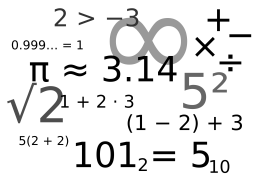 2 > −3
∞
+
−
×
÷
0.999... = 1
π ≈ 3.14
5²
√2
1 + 2 · 3
(1 − 2) + 3
5(2 + 2)
101₂= 5₁₀